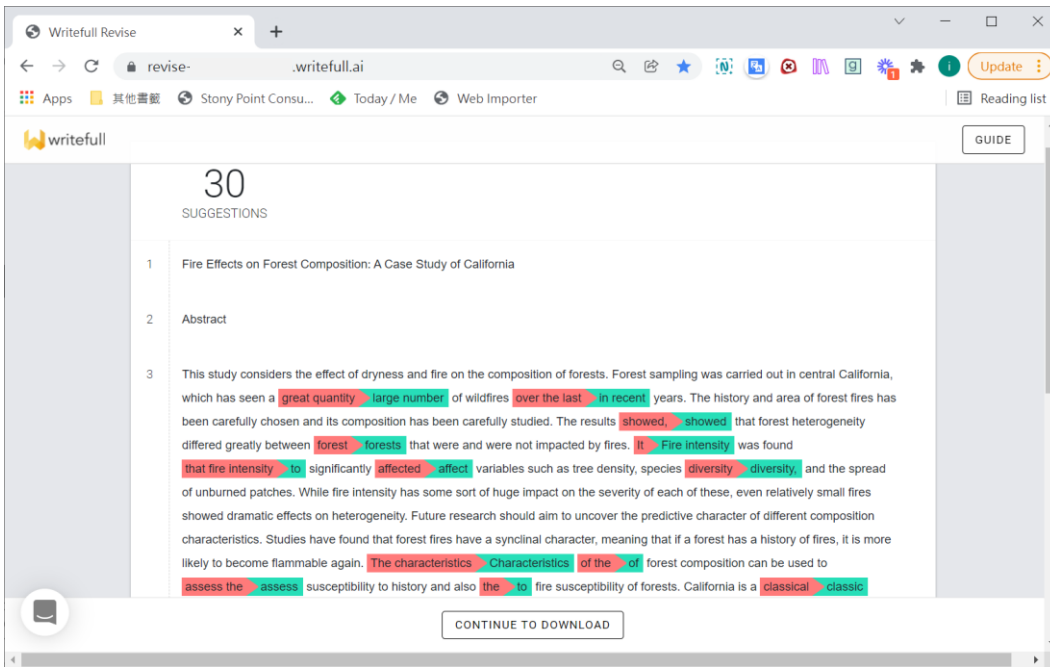 Writefull Revise
revise- .writefull.ai
Update
1
Apps 其他書籤 Stony Point Consu... Today / Me Web Importer Reading list
writefull GUIDE
30
SUGGESTIONS
1 Fire Effects on Forest Composition: A Case Study of California
2 Abstract
3 This study considers the effect of dryness and fire on the composition of forests. Forest sampling was carried out in central California,
which has seen a great quantity large number of wildfires over the last in recent years. The history and area of forest fires has
been carefully chosen and its composition has been carefully studied. The results showed, showed that forest heterogeneity
differed greatly between forest forests that were and were not impacted by fires. It Fire intensity was found
that fire intensity to significantly affected affect variables such as tree density, species diversity diversity, and the spread
of unburned patches. While fire intensity has some sort of huge impact on the severity of each of these, even relatively small fires
showed dramatic effects on heterogeneity. Future research should aim to uncover the predictive character of different composition
characteristics. Studies have found that forest fires have a synclinal character, meaning that if a forest has a history of fires, it is more
likely to become flammable again. The characteristics Characteristics of the of forest composition can be used to
assess the assess susceptibility to history and also the to fire susceptibility of forests. California is a classical classic
CONTINUE TO DOWNLOAD